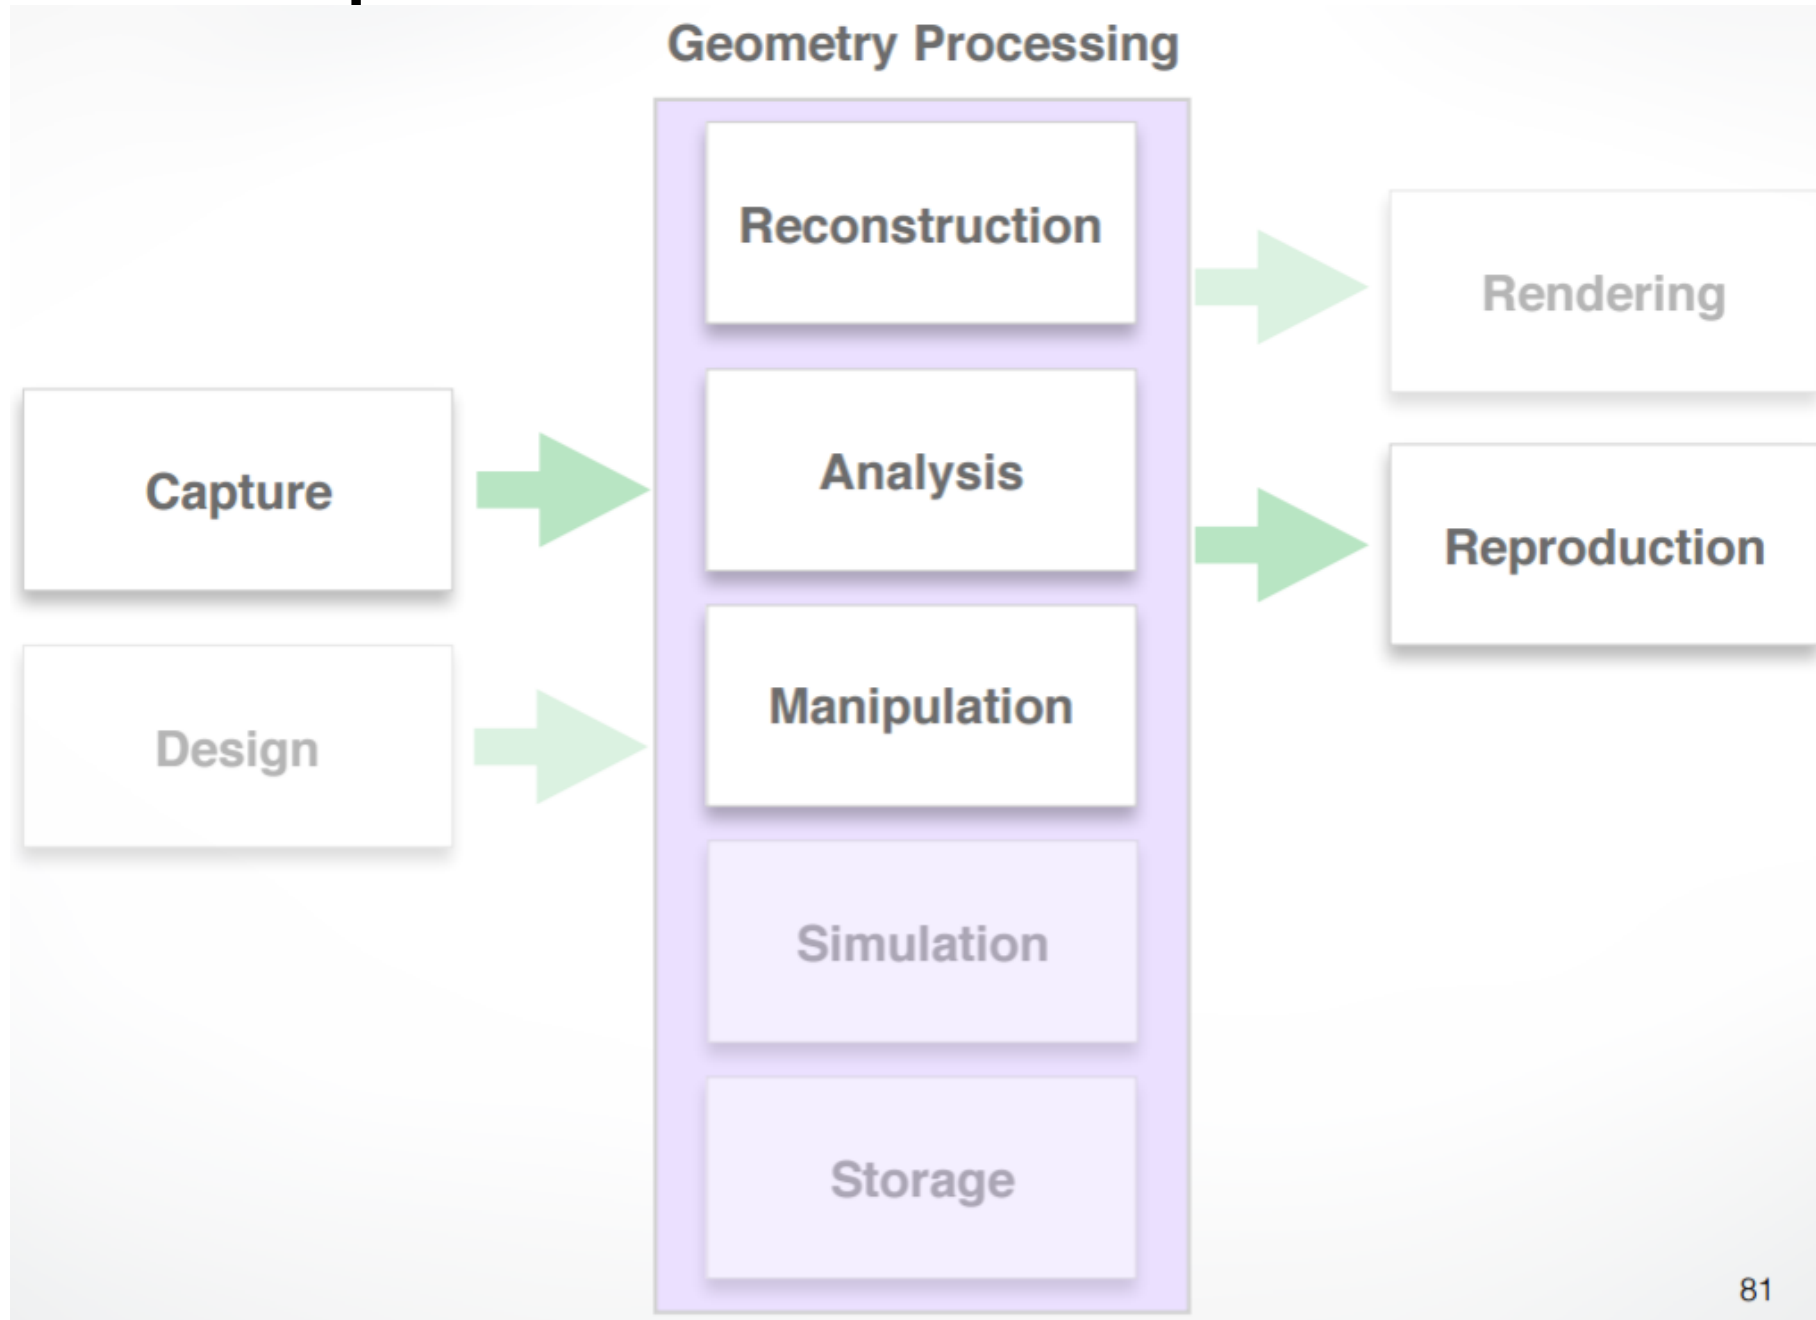 Geometry Processing
Reconstruction
Rendering
Capture
Analysis
Reproduction
Design
Manipulation
Simulation
Storage
81